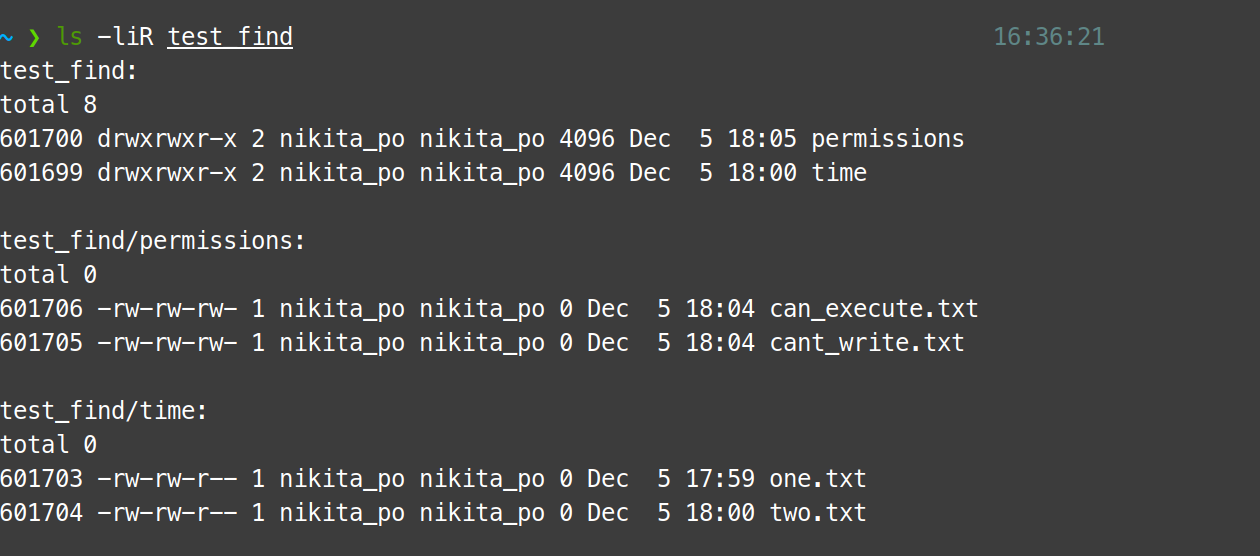 ~ ❯ ls -liR test_find 16:36:21
test_find:
total 8
601700 drwxrwxr-x 2 nikita_po nikita_po 4096 Dec  5 18:05 permissions
601699 drwxrwxr-x 2 nikita_po nikita_po 4096 Dec  5 18:00 time
test_find/permissions:
total 0
601706 -rw-rw-rw- 1 nikita_po nikita_po 0 Dec  5 18:04 can_execute.txt
601705 -rw-rw-rw- 1 nikita_po nikita_po 0 Dec  5 18:04 cant_write.txt
test_find/time:
total 0
601703 -rw-rw-r-- 1 nikita_po nikita_po 0 Dec  5 17:59 one.txt
601704 -rw-rw-r-- 1 nikita_po nikita_po 0 Dec  5 18:00 two.txt